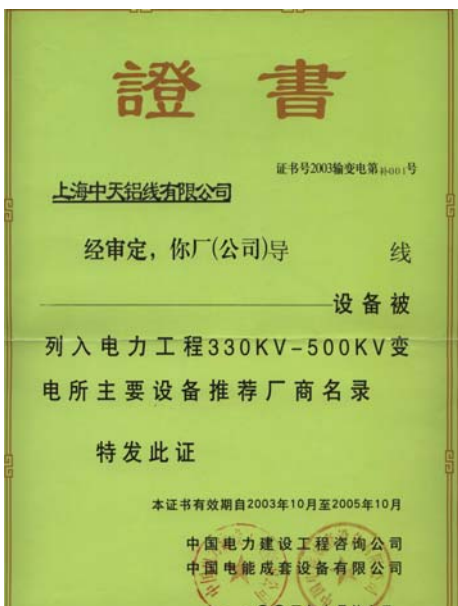 證書
证书号2003输变电第补001号
上海中天铝线有限公司
经审定，你厂(公司)导 线
设备被
列入电力工程330KV-500KV变
电所主要设备推荐厂商名录
特发此证
本证书有效期自2003年10月至2005年10月
中国电力建设工程咨询公司
中国电能成套设备有限公司